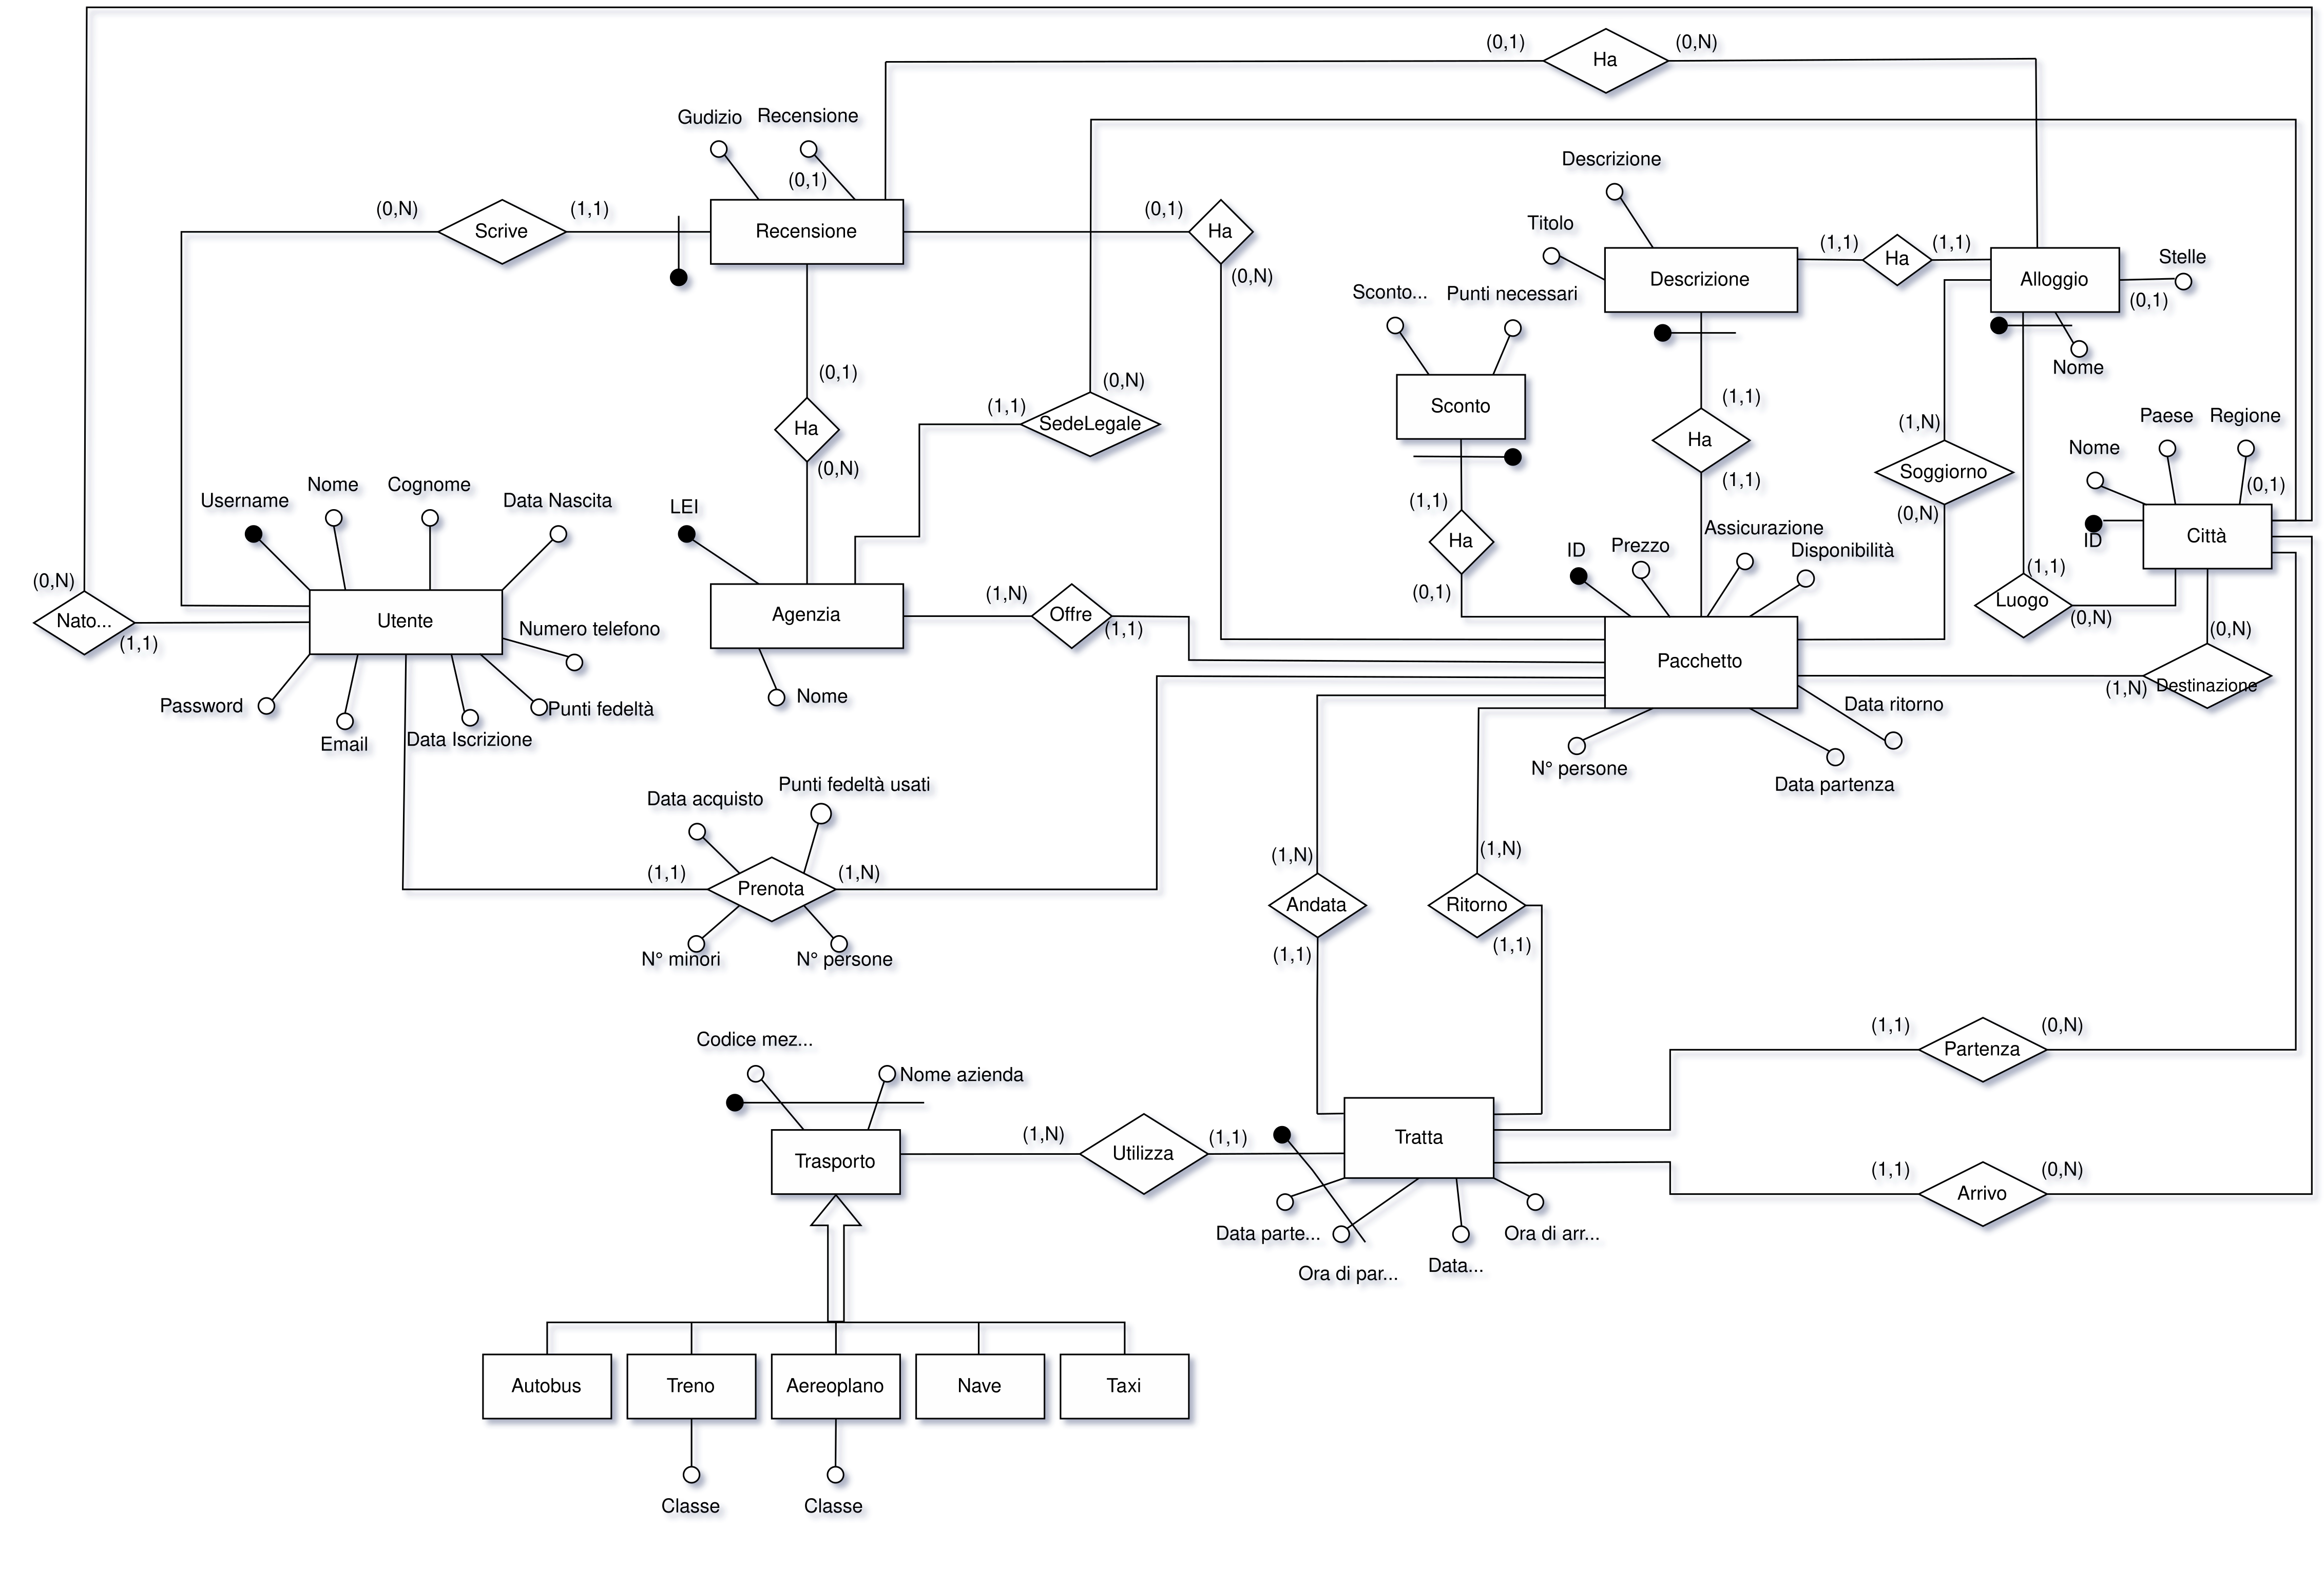 (0,1)
Ha
(0,N)
Gudizio
Recensione
(0,1)
Descrizione
Titolo
(0,N)
Scrive
(1,1)
Recensione
(0,1)
Ha
(0,N)
Descrizione
(1,1)
Ha
(1,1)
Alloggio
Stelle
(0,1)
Nome
Sconto...
Punti necessari
Sconto
(0,1)
Ha
(0,N)
(0,N)
(1,1)
SedeLegale
(1,1)
Ha
(1,1)
(1,N)
Soggiorno
(0,N)
Paese
Regione
Nome
(0,1)
ID
Città
Username
Nome
Cognome
Data Nascita
LEI
(1,1)
Ha
(0,1)
ID
Prezzo
Assicurazione
Disponibilità
(1,1)
Luogo
(0,N)
(0,N)
Nato...
(1,1)
Utente
Numero telefono
Agenzia
(1,N)
Offre
(1,1)
Pacchetto
(0,N)
(1,N)
Destinazione
Password
Email
Data Iscrizione
Punti fedeltà
Nome
N° persone
Data partenza
Data ritorno
Data acquisto
Punti fedeltà usati
(1,1)
Prenota
(1,N)
N° minori
N° persone
(1,N)
Andata
(1,1)
(1,N)
Ritorno
(1,1)
(1,1)
Partenza
(0,N)
Codice mez...
Nome azienda
Trasporto
(1,N)
Utilizza
(1,1)
Tratta
(1,1)
Arrivo
(0,N)
Data parte...
Ora di par...
Data...
Ora di arr...
Autobus
Treno
Aereoplano
Nave
Taxi
Classe
Classe